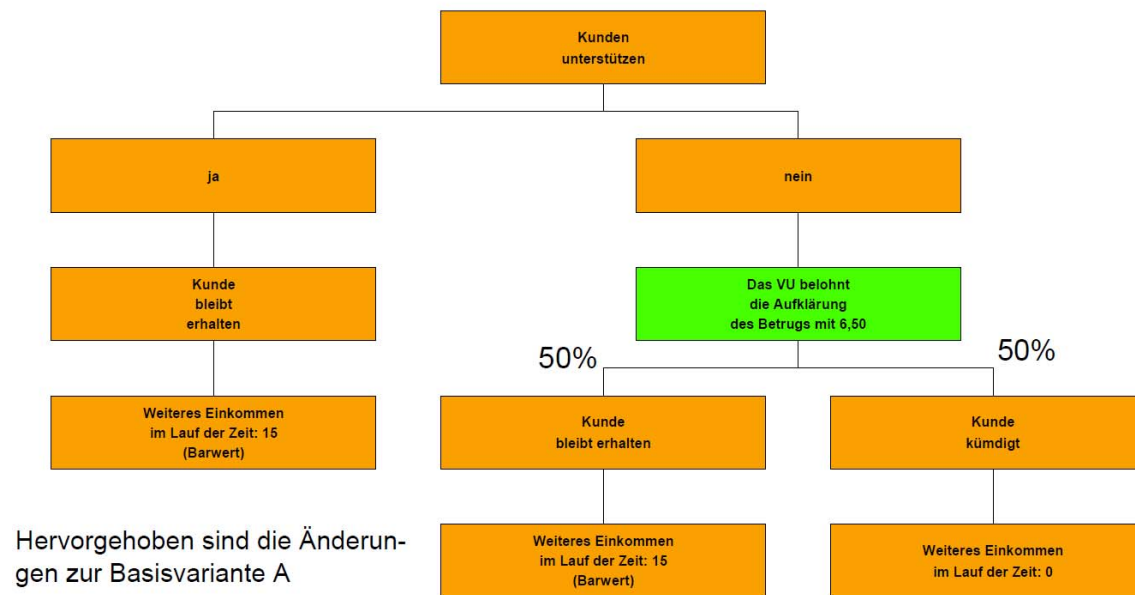 Kunden
unterstützen
ja
nein
Kunde
bleibt
erhalten
Das VU belohnt
die Aufklärung
des Betrugs mit 6,50
50%
50%
Weiteres Einkommen
im Lauf der Zeit: 15
(Barwert)
Kunde
bleibt erhalten
Kunde
kümdigt
Hervorgehoben sind die Änderun-
gen zur Basisvariante A
Weiteres Einkommen
im Lauf der Zeit: 15
(Barwert)
Weiteres Einkommen
im Lauf der Zeit: 0